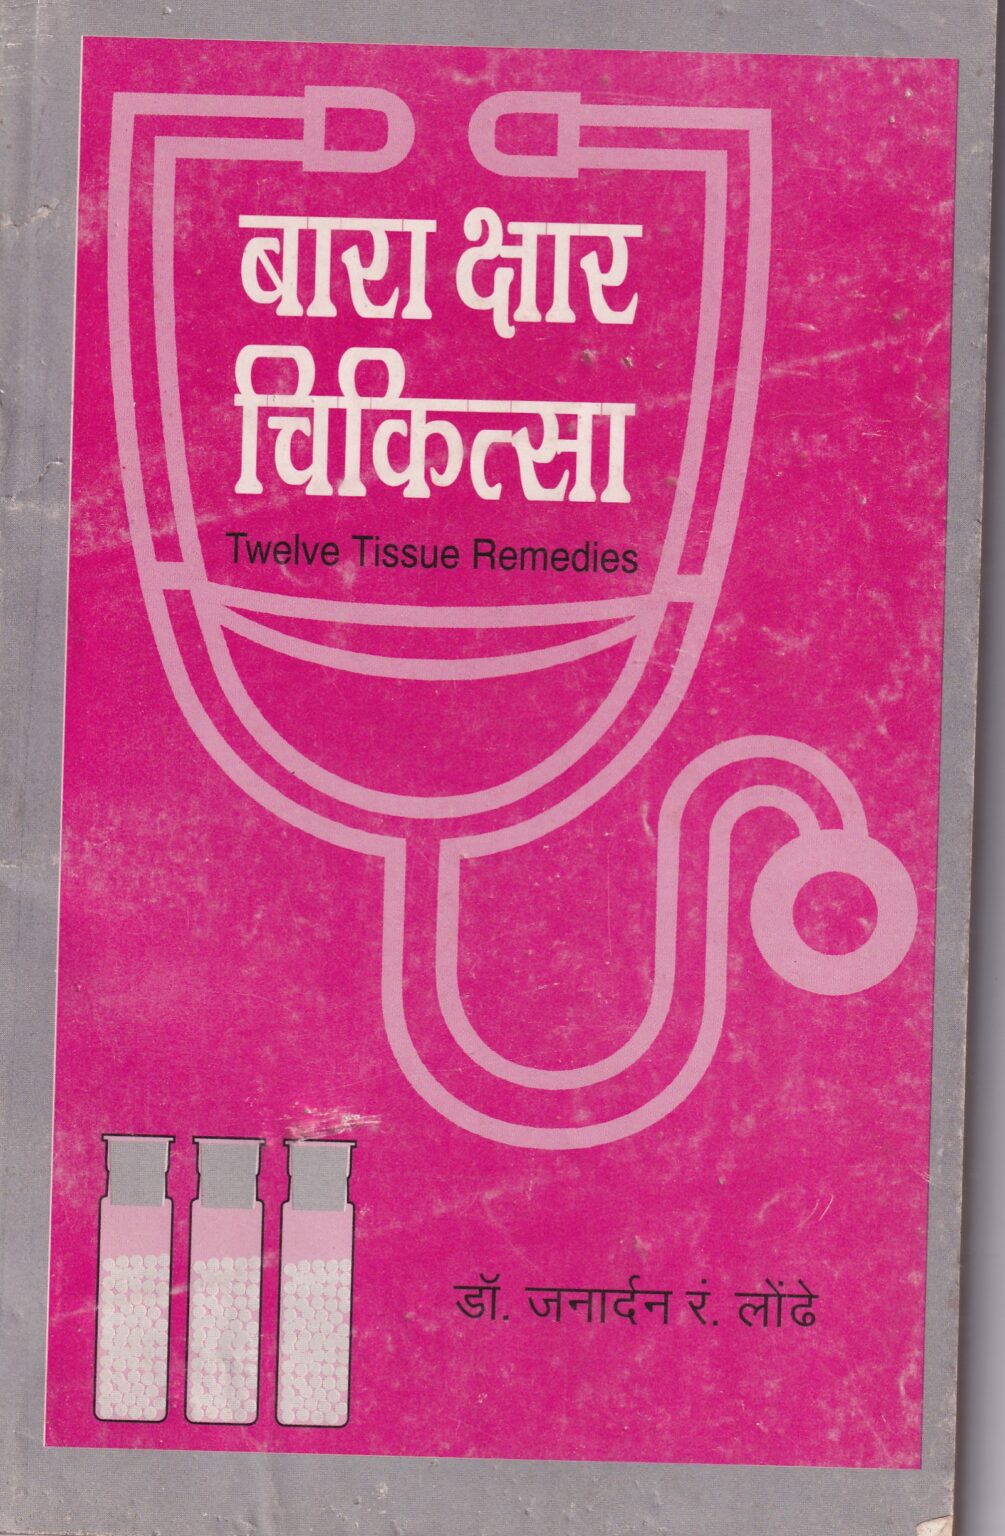 बारा क्षार
चिकित्सा
Twelve Tissue Remedies
डॉ. जनार्दन रं. लोंढे